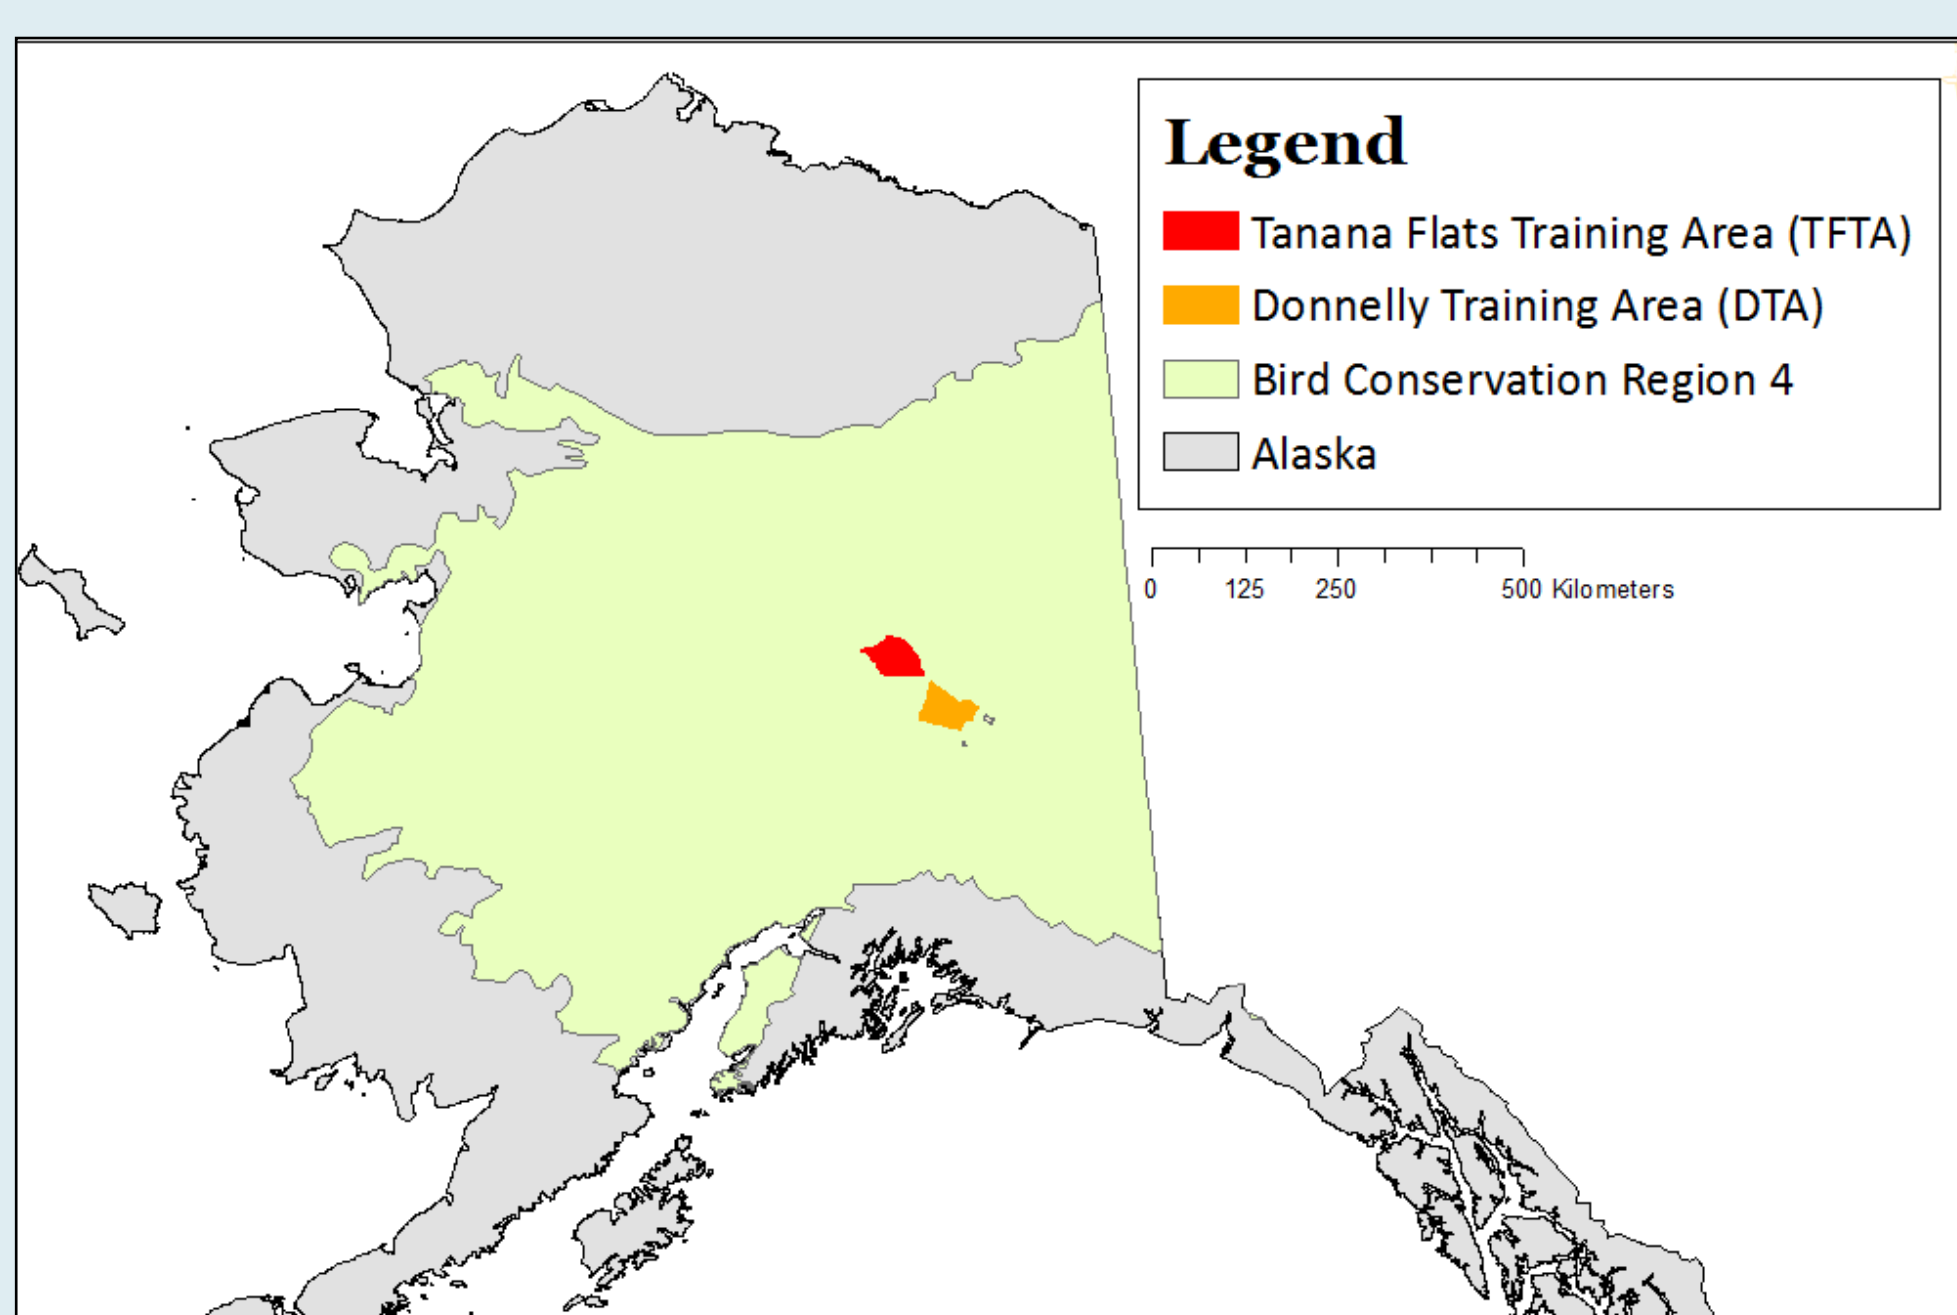 Legend
Tanana Flats Training Area (TFTA)
Donnelly Training Area (DTA)
Bird Conservation Region 4
Alaska
0 125 250 500 Kilometers